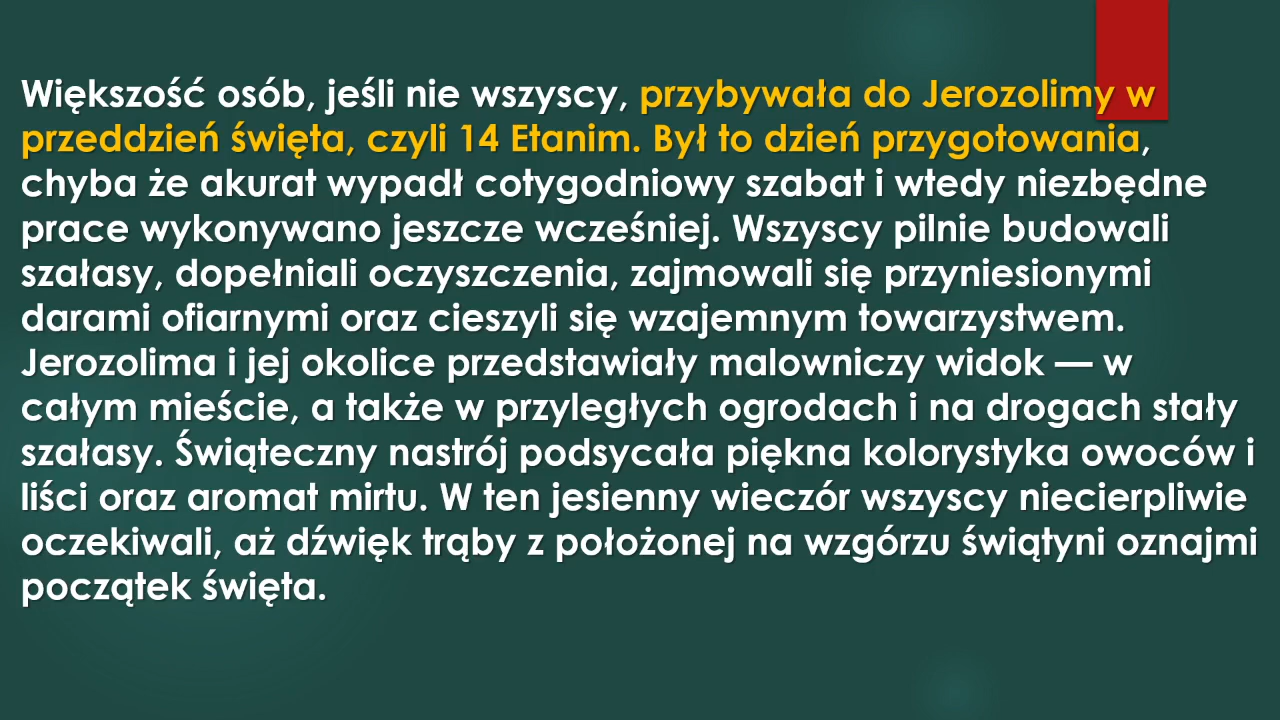 Większość osób, jeśli nie wszyscy, przybywała do Jerozolimy w
przeddzień święta, czyli 14 Etanim. Był to dzień przygotowania,
chyba że akurat wypadł cotygodniowy szabat i wtedy niezbędne
prace wykonywano jeszcze wcześniej. Wszyscy pilnie budowali
szałasy, dopełniali oczyszczenia, zajmowali się przyniesionymi
darami ofiarnymi oraz cieszyli się wzajemnym towarzystwem.
Jerozolima i jej okolice przedstawiały malowniczy widok — w
całym mieście, a także w przyległych ogrodach i na drogach stały
szałasy. Świąteczny nastrój podsycała piękna kolorystyka owoców i
liści oraz aromat mirtu. W ten jesienny wieczór wszyscy niecierpliwie
oczekiwali, aż dźwięk trąby z położonej na wzgórzu świątyni oznajmi
początek święta.